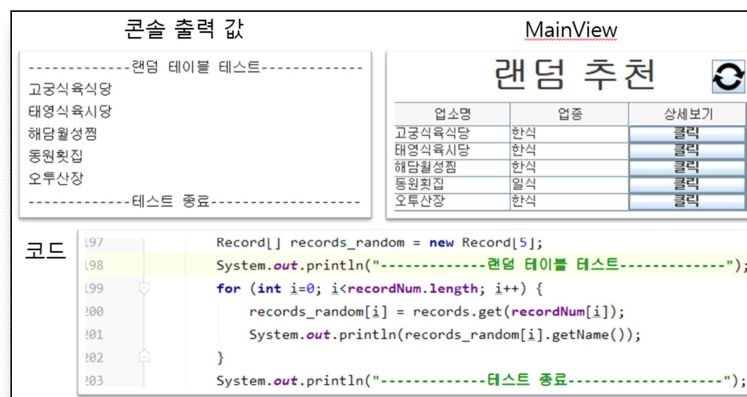 콘솔 출력 값
-------------랜덤 테이블 테스트-------------
고궁식육식당
태영식육시당
해담월성찜
동원횟집
오투산장
-------------테스트 종료-------------------
MainView
랜덤 추천
업소명 업종 상세보기
고궁식육식당 한식 클릭
태영식육시당 한식 클릭
해담월성찜 한식 클릭
동원횟집 일식 클릭
오투산장 한식 클릭
코드
197 Record[] records_random = new Record[5];
198 System.out.println("-------------랜덤 테이블 테스트-------------");
199 for (int i=0; i<recordNum.length; i++) {
200 records_random[i] = records.get(recordNum[i]);
201 System.out.println(records_random[i].getName());
202 }
203 System.out.println("-------------테스트 종료-------------------");